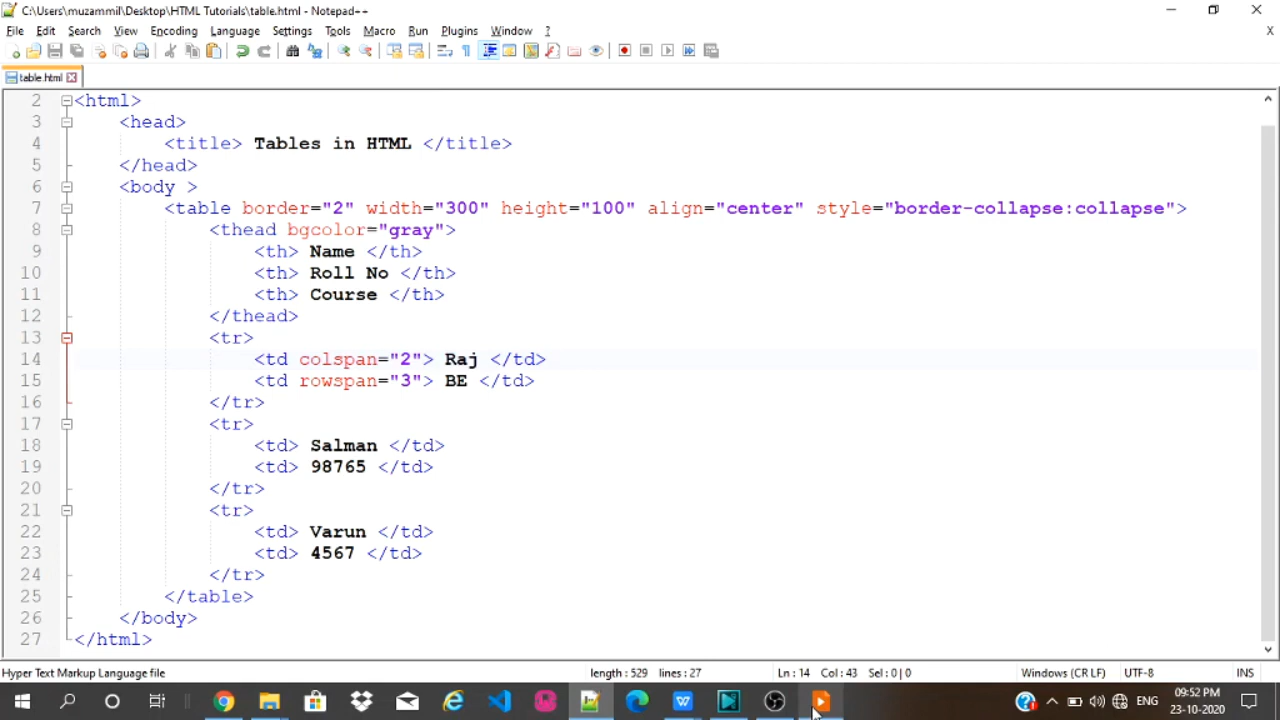 C:\Users\muzammil\Desktop\HTML Tutorials\table.html - Notepad++
File Edit Search View Encoding Language Settings Tools Macro Run Plugins Window ?
X
table.html
2 <html>
3 <head>
4 <title> Tables in HTML </title>
5 </head>
6 <body >
7 <table border="2" width="300" height="100" align="center" style="border-collapse:collapse">
8 <thead bgcolor="gray">
9 <th> Name </th>
10 <th> Roll No </th>
11 <th> Course </th>
12 </thead>
13 <tr>
14 <td colspan="2"> Raj </td>
15 <td rowspan="3"> BE </td>
16 </tr>
17 <tr>
18 <td> Salman </td>
19 <td> 98765 </td>
20 </tr>
21 <tr>
22 <td> Varun </td>
23 <td> 4567 </td>
24 </tr>
25 </table>
26 </body>
27 </html>
Hyper Text Markup Language file length : 529 lines : 27 Ln : 14 Col : 43 Sel : 0 | 0 Windows (CR LF) UTF-8 INS
ENG
09:52 PM
23-10-2020